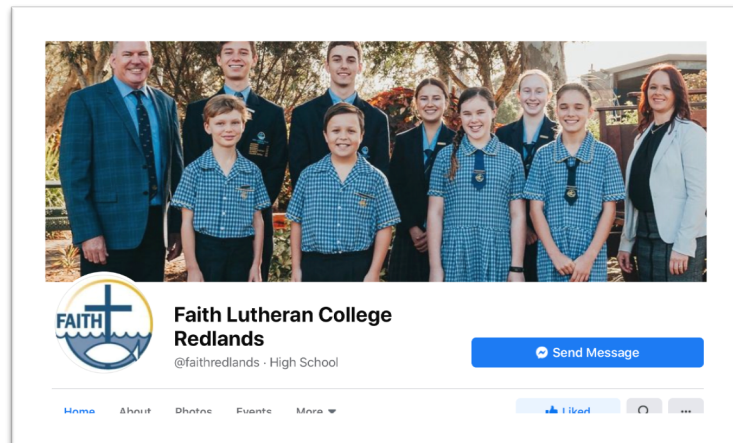 FAITH
Faith Lutheran College
Redlands
@faithredlands · High School
Send Message
Home About Photos Events More ▼
Liked
...